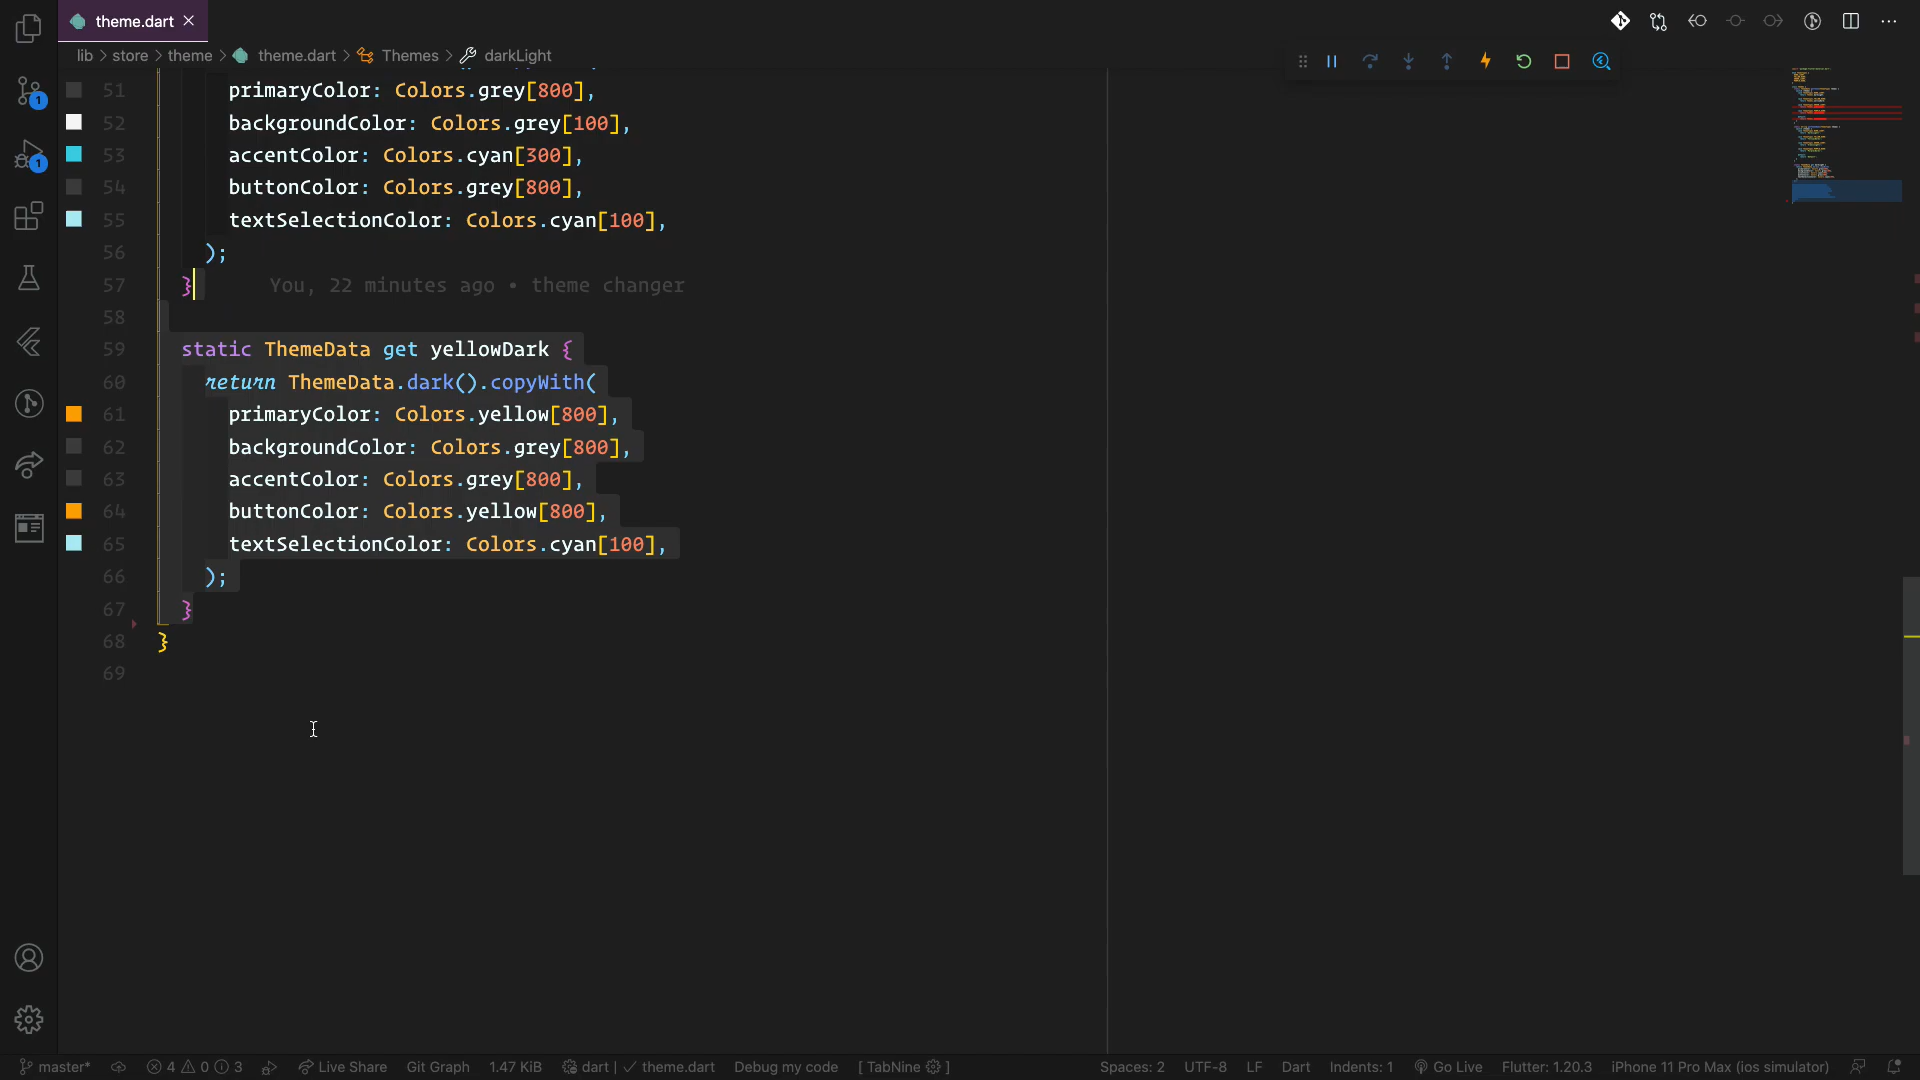 theme.dart
lib > store > theme > theme.dart > Themes > darkLight
51 primaryColor: Colors.grey[800],
52 backgroundColor: Colors.grey[100],
53 accentColor: Colors.cyan[300],
54 buttonColor: Colors.grey[800],
55 textSelectionColor: Colors.cyan[100],
56 );
57 } You, 22 minutes ago • theme changer
58
59 static ThemeData get yellowDark {
60 return ThemeData.dark().copyWith(
61 primaryColor: Colors.yellow[800],
62 backgroundColor: Colors.grey[800],
63 accentColor: Colors.grey[800],
64 buttonColor: Colors.yellow[800],
65 textSelectionColor: Colors.cyan[100],
66 );
67 }
68 }
69
1
1
master* 4 0 3 Live Share Git Graph 1.47 KiB dart | ✓ theme.dart Debug my code [ TabNine ] Spaces: 2 UTF-8 LF Dart Indents: 1 Go Live Flutter: 1.20.3 iPhone 11 Pro Max (ios simulator)